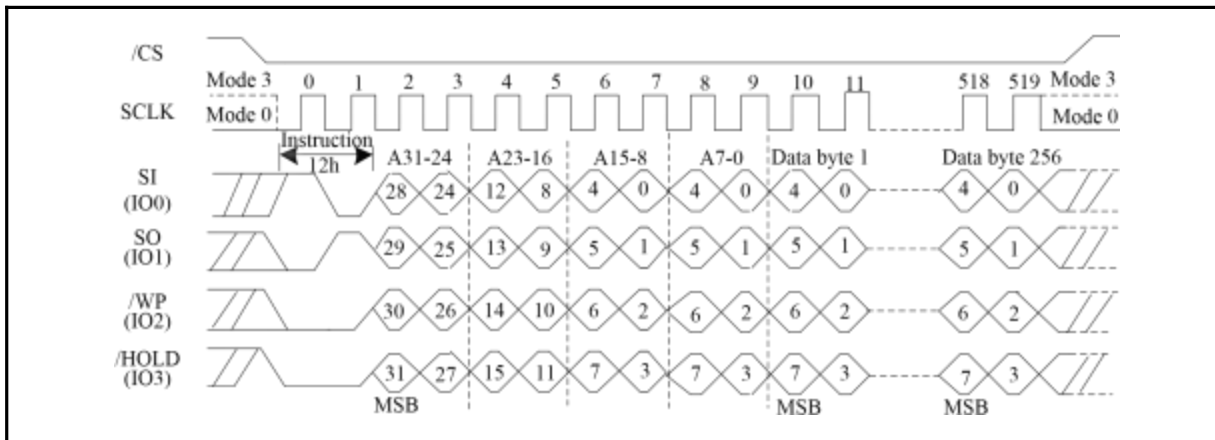 /CS
Mode 3 0 1 2 3 4 5 6 7 8 9 10 11 518 519 Mode 3
SCLK Mode 0 Mode 0
Instruction
12h
A31-24 A23-16 A15-8 A7-0 Data byte 1 Data byte 256
SI
(IO0)
28 24 12 8 4 0 4 0 4 0 4 0
SO
(IO1)
29 25 13 9 5 1 5 1 5 1 5 1
/WP
(IO2)
30 26 14 10 6 2 6 2 6 2 6 2
/HOLD
(IO3)
31 27 15 11 7 3 7 3 7 3 7 3
MSB MSB MSB